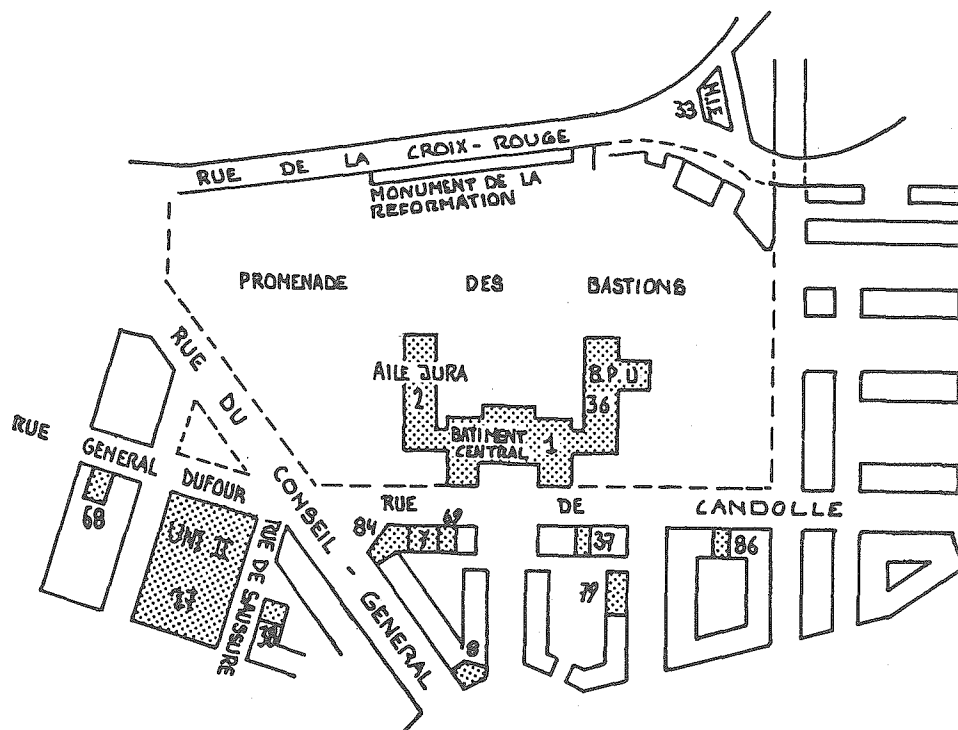 M.I.E
33
RUE DE LA CROIX-ROUGE
MONUMENT DE LA
REFORMATION
PROMENADE DES BASTIONS
RUE DU CONSEIL-GENERAL
AILE JURA
2
B.P.U
36
BATIMENT
CENTRAL
1
RUE GENERAL DUFOUR
68
UNI II
RUE DE SAUSSURE
RUE DE CANDOLLE
84
7
69
37
86
79
8